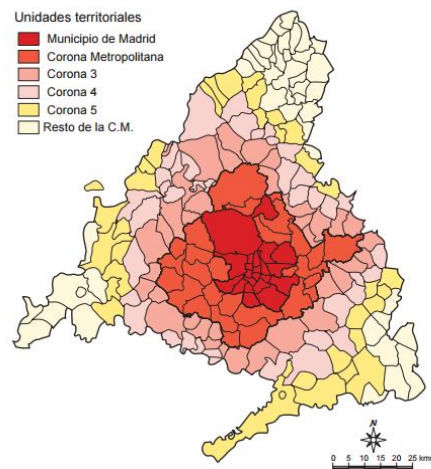 Unidades territoriales
Municipio de Madrid
Corona Metropolitana
Corona 3
Corona 4
Corona 5
Resto de la C.M.
N
0 5 10 15 20 25 kms